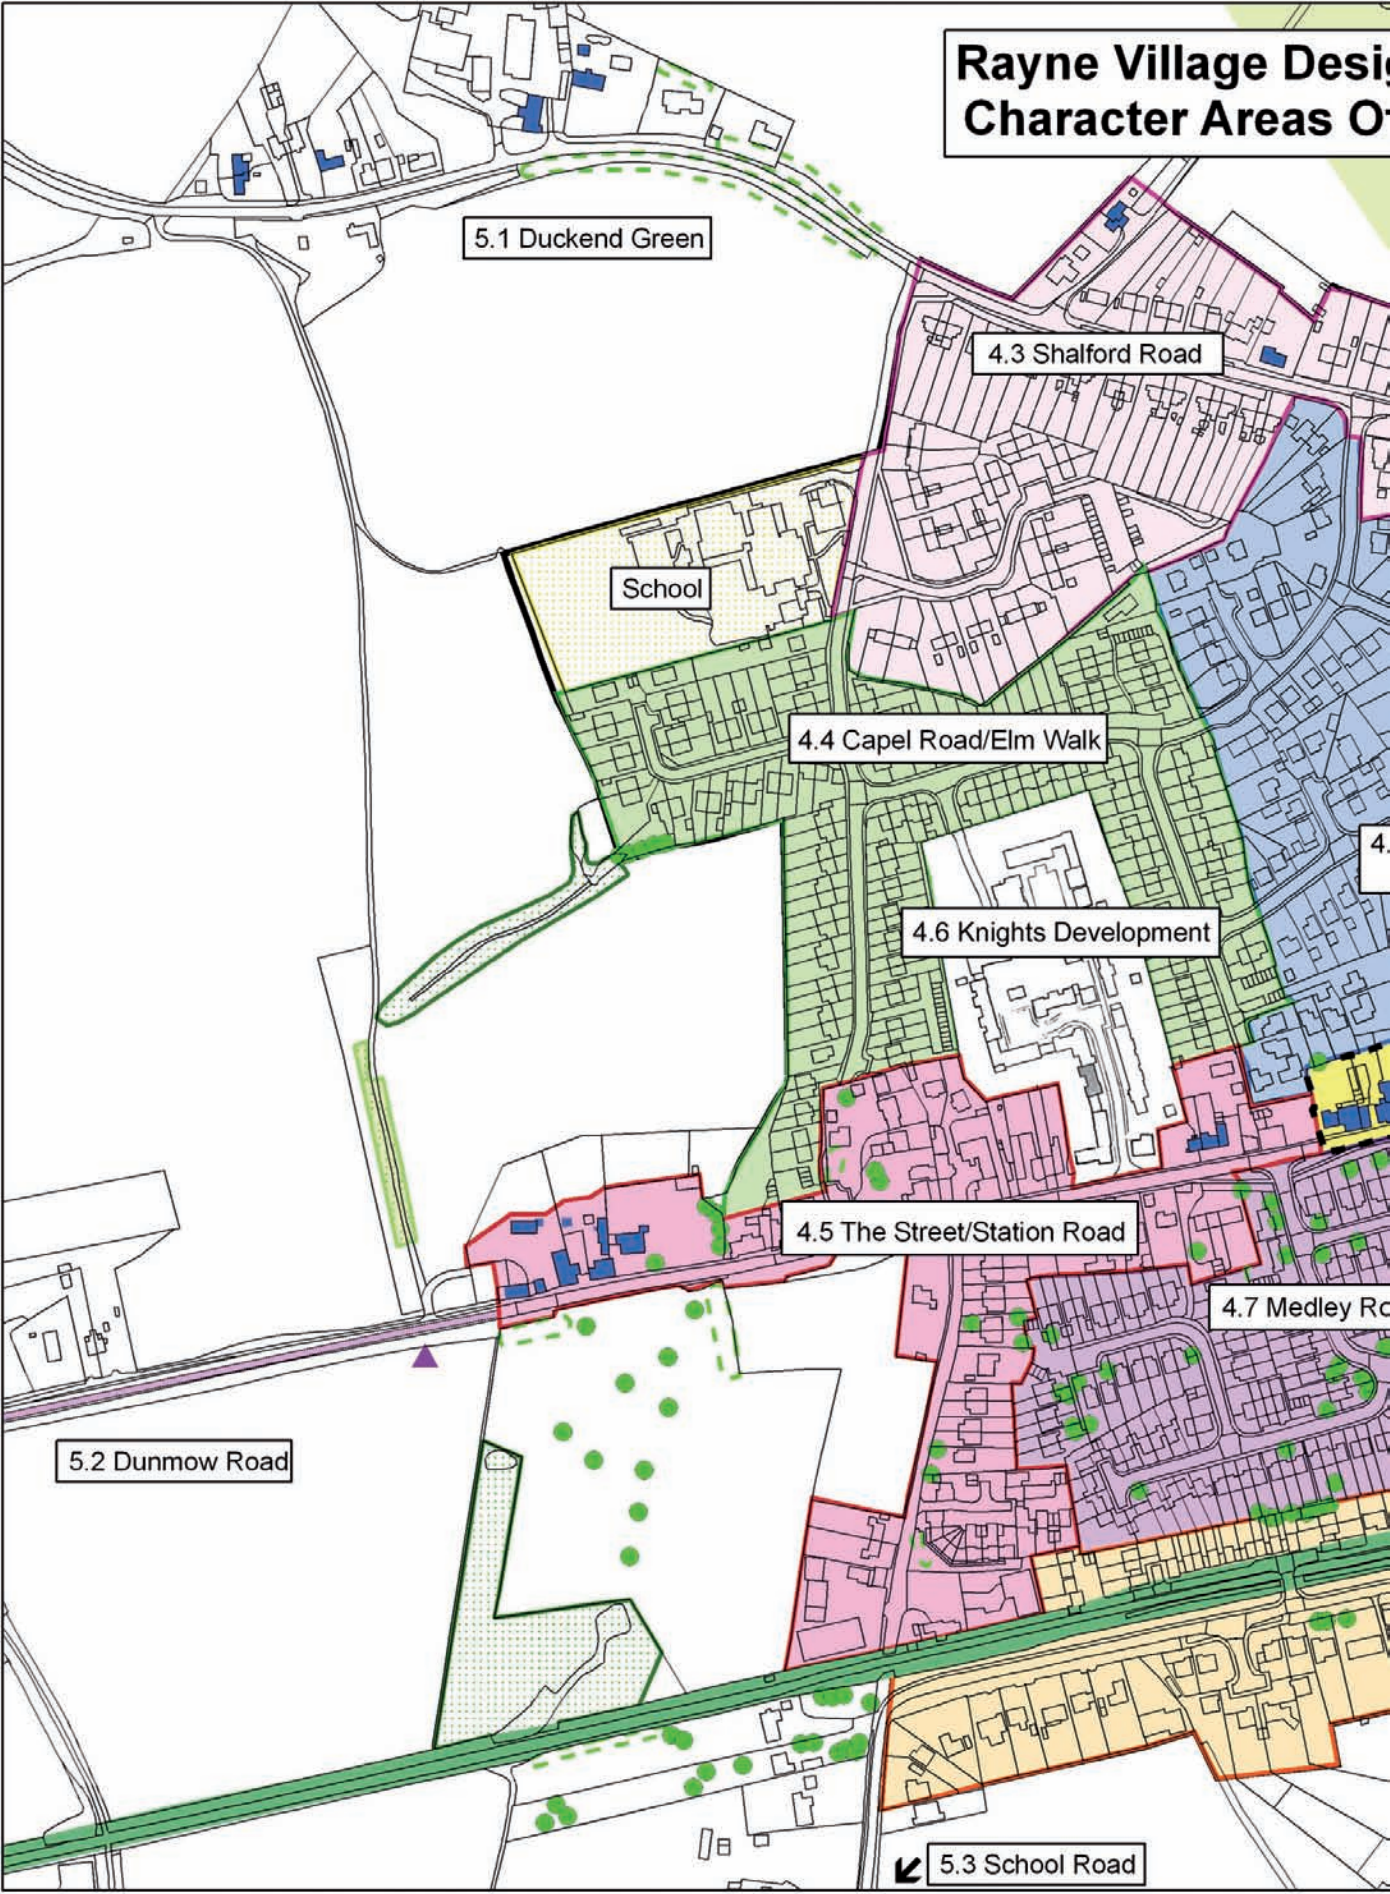 Rayne Village Desig
Character Areas Of
5.1 Duckend Green
4.3 Shalford Road
School
4.4 Capel Road/Elm Walk
4.
4.6 Knights Development
4.5 The Street/Station Road
4.7 Medley Ro
5.2 Dunmow Road
5.3 School Road